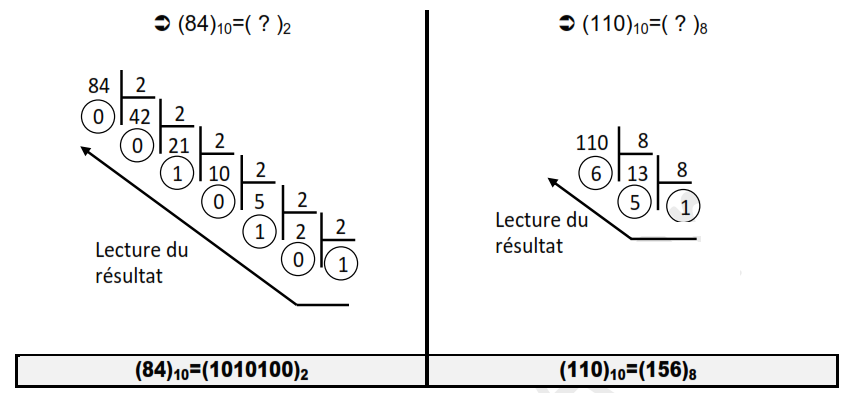 ➲ (84)₁₀=( ? )₂
84 2
0 42 2
0 21 2
1 10 2
0 5 2
1 2 2
0 1
Lecture du
résultat
(84)₁₀=(1010100)₂
➲ (110)₁₀=( ? )₈
110 8
6 13 8
5 1
Lecture du
résultat
(110)₁₀=(156)₈